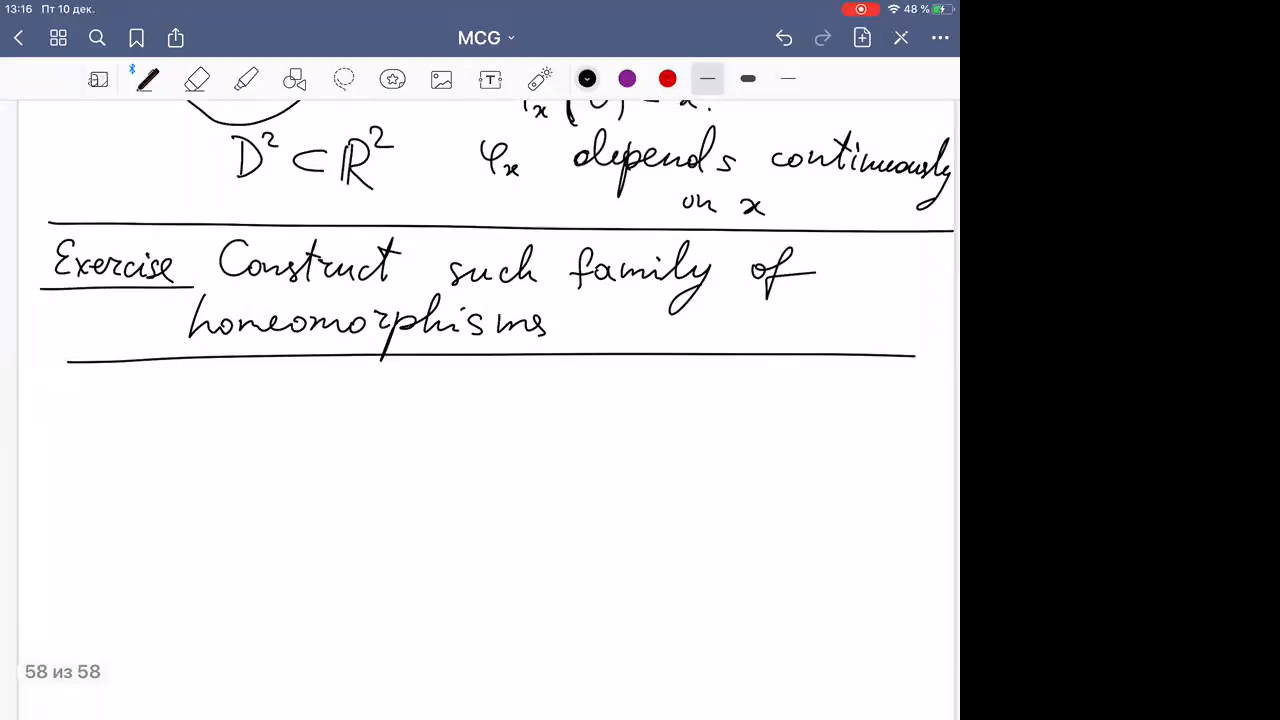 13:16 Пт 10 дек. 48 %
MCG
D² ⊂ ℝ² φₓ depends continuously
on x
Exercise Construct such family of
homeomorphisms
58 из 58